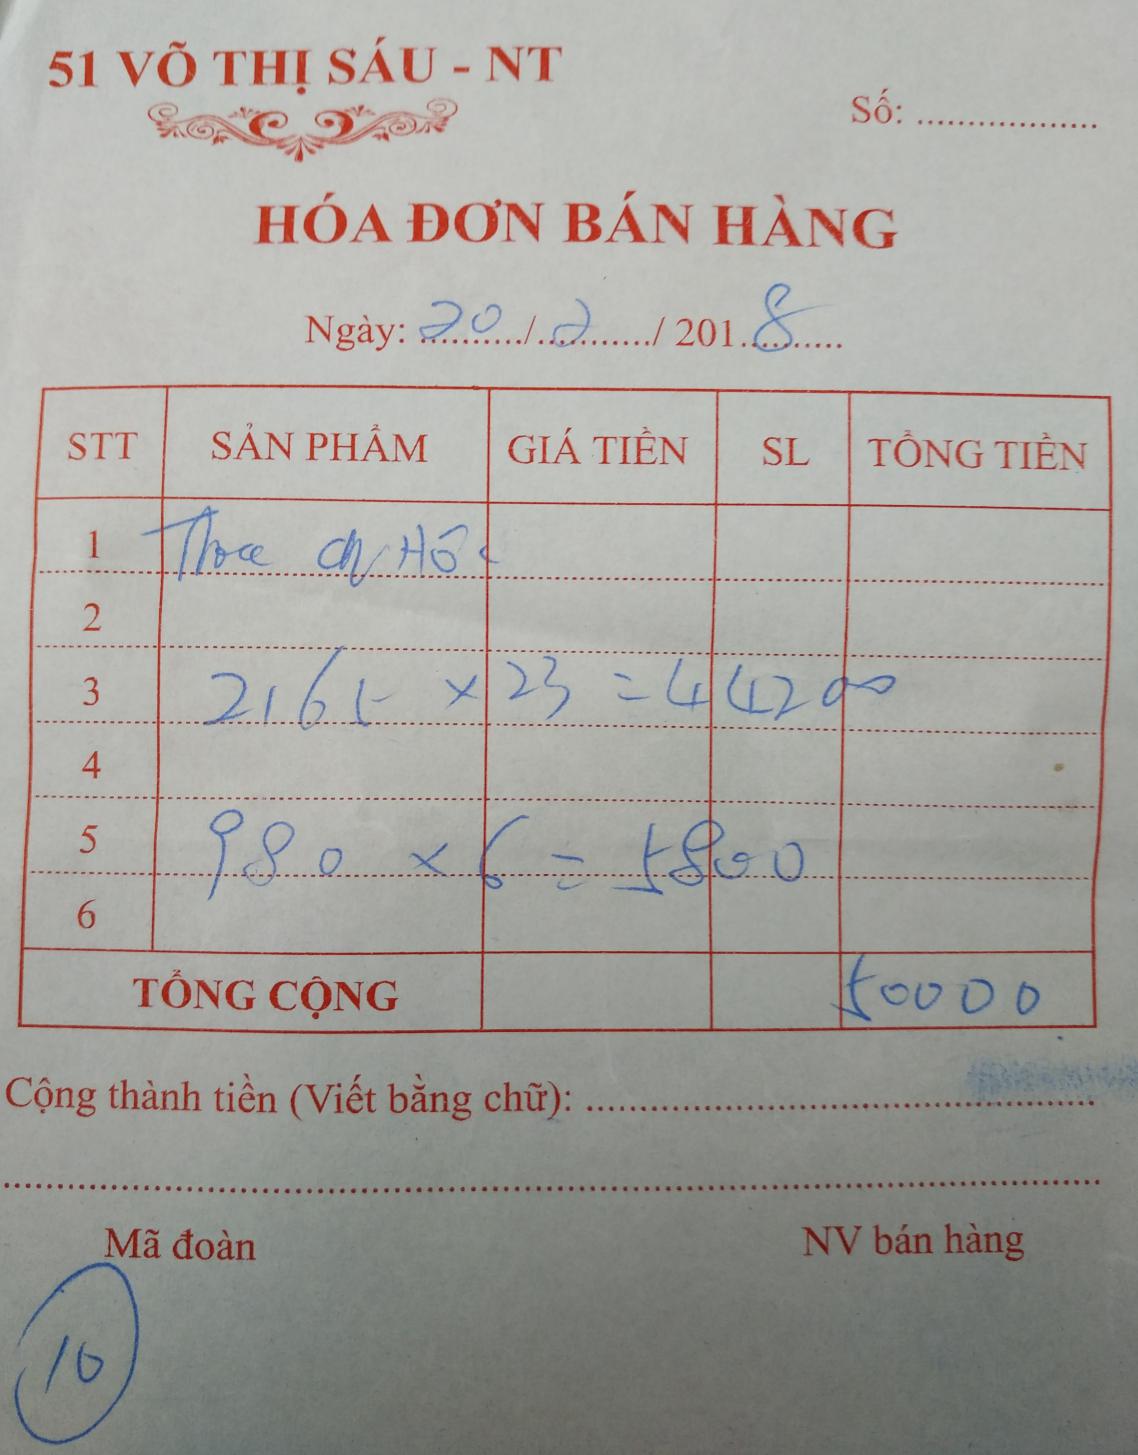 51 VÕ THỊ SÁU - NT
Số: ..................
HÓA ĐƠN BÁN HÀNG
Ngày: 20/2/2018
STT SẢN PHẨM GIÁ TIỀN SL TỔNG TIỀN
1
2
3 2165 x 23 = 44200
4
5 980 x 6 = 5800
6
TỔNG CỘNG 50000
Cộng thành tiền (Viết bằng chữ): ..................
Mã đoàn NV bán hàng
10